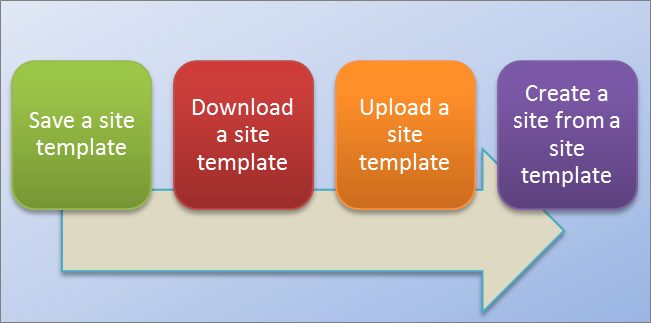 Save a site
template
Download
a site
template
Upload a
site
template
Create a
site from a
site
template